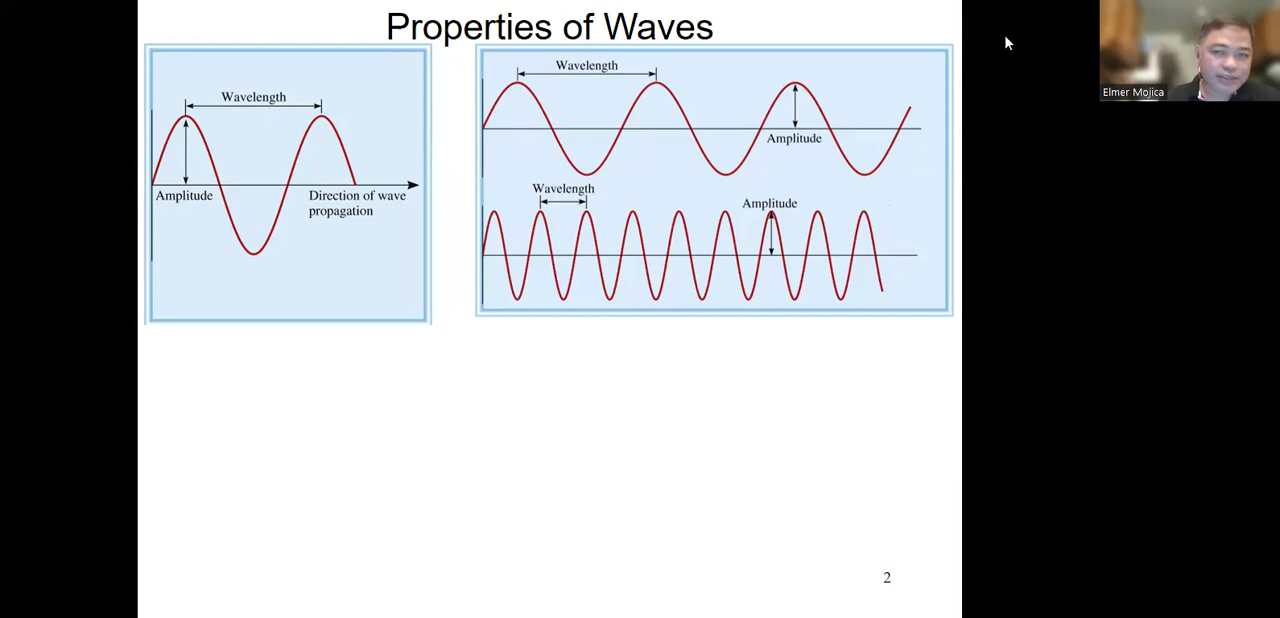 Properties of Waves
Wavelength
Amplitude
Direction of wave
propagation
Wavelength
Amplitude
Wavelength
Amplitude
2
Elmer Mojica